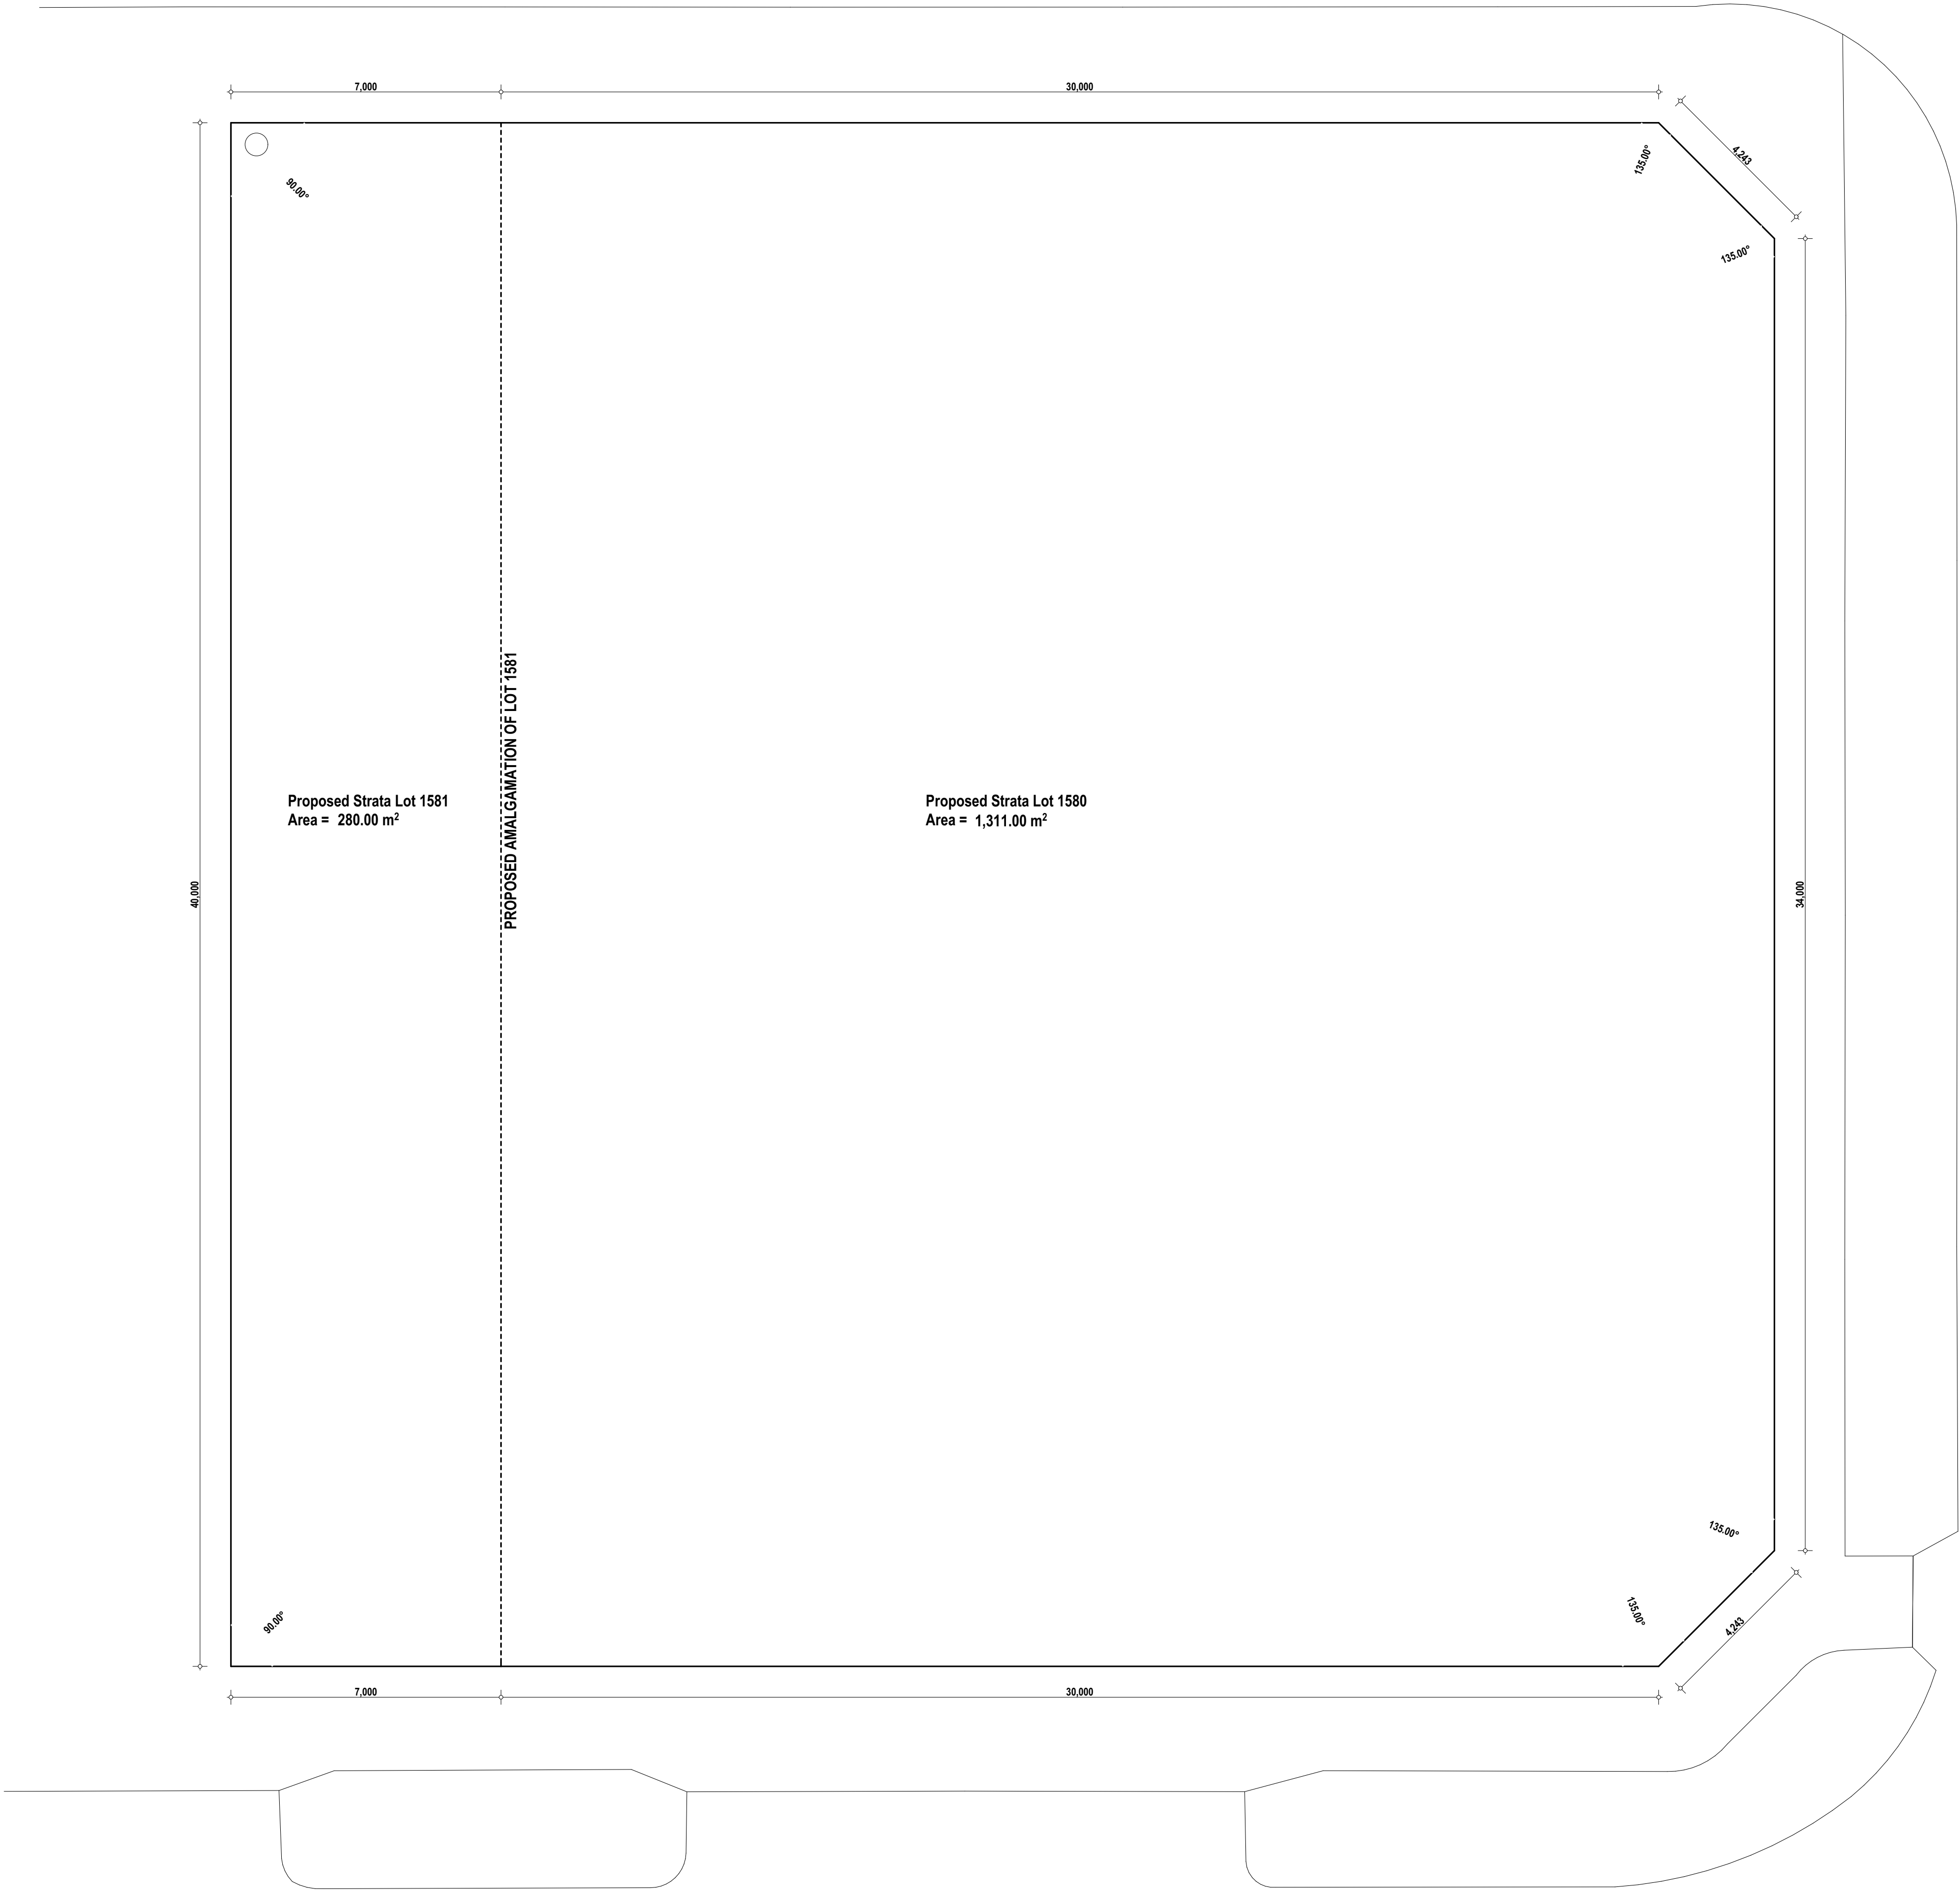 7,000
30,000
4,243
90.00°
135.00°
135.00°
PROPOSED AMALGAMATION OF LOT 1581
Proposed Strata Lot 1581
Area = 280.00 m²
Proposed Strata Lot 1580
Area = 1,311.00 m²
40,000
34,000
135.00°
135.00°
90.00°
4,243
7,000
30,000